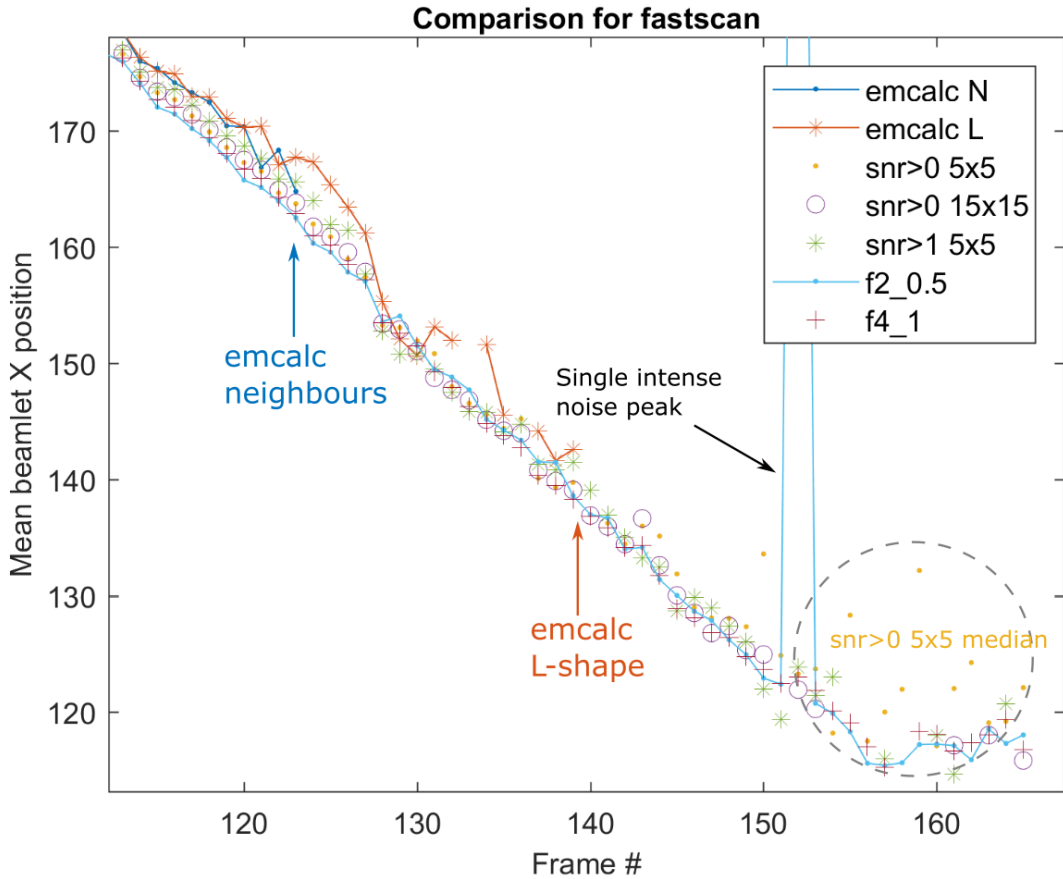 Comparison for fastscan
emcalc N
emcalc L
snr>0 5x5
snr>0 15x15
snr>1 5x5
f2_0.5
f4_1
170
160
150
140
130
120
Mean beamlet X position
emcalc
neighbours
Single intense
noise peak
emcalc
L-shape
snr>0 5x5 median
120
130
140
150
160
Frame #